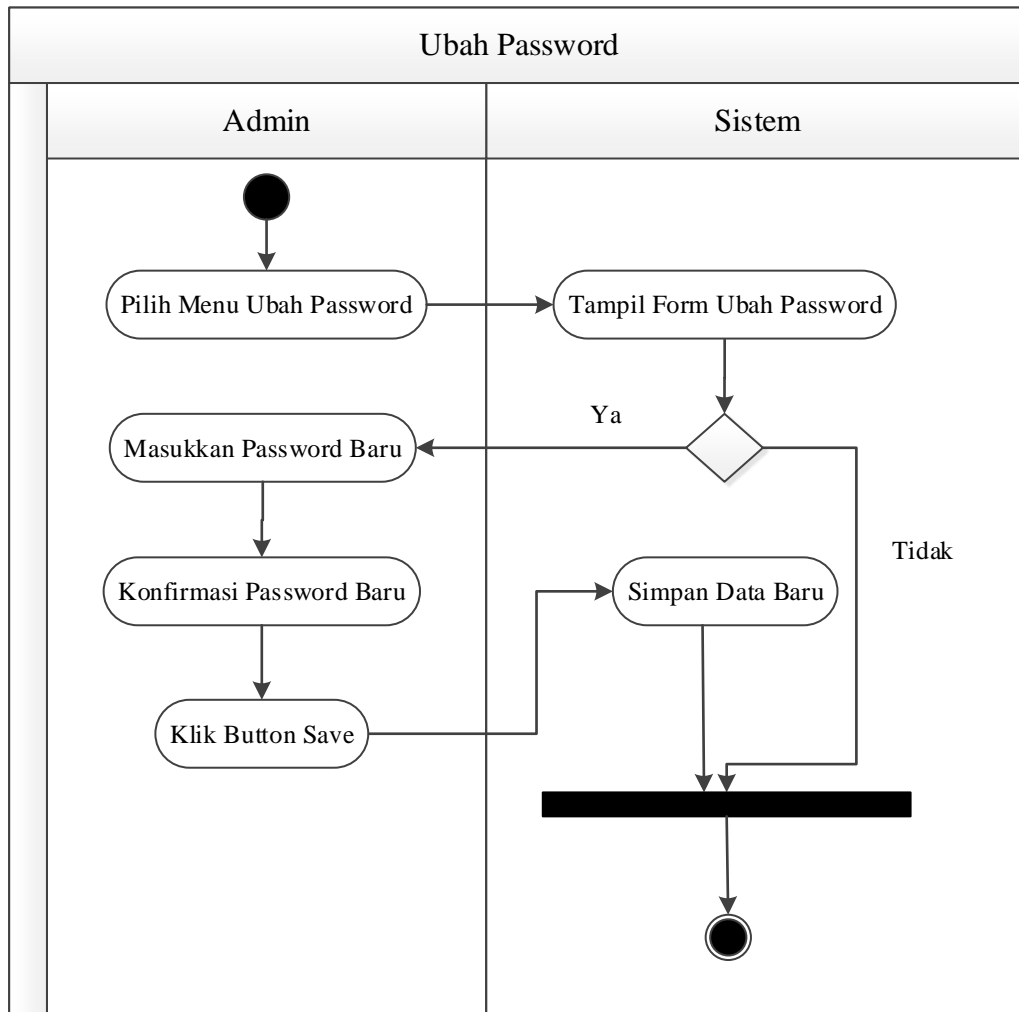 Ubah Password
Admin
Sistem
Pilih Menu Ubah Password
Tampil Form Ubah Password
Ya
Masukkan Password Baru
Tidak
Konfirmasi Password Baru
Simpan Data Baru
Klik Button Save